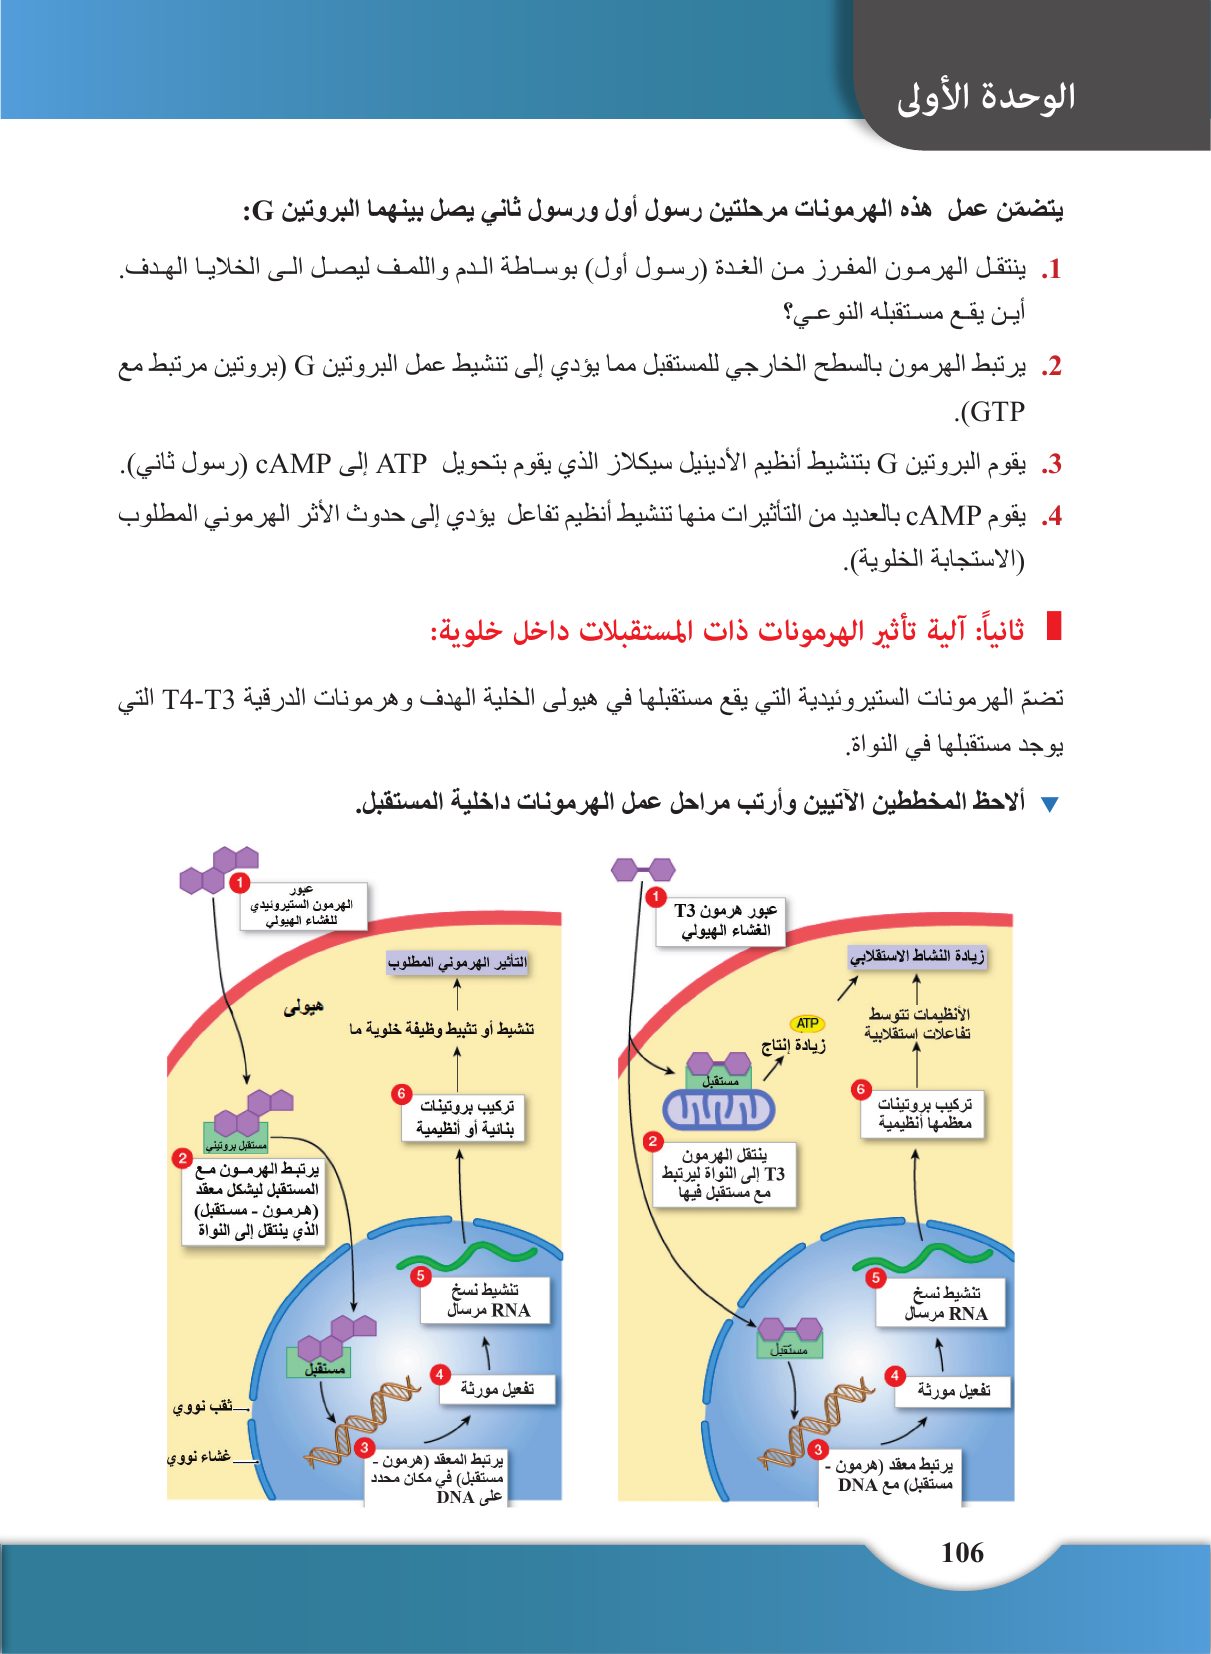 الوحدة الأولى
يتضمّن عمل هذه الهرمونات مرحلتين رسول أول ورسول ثاني يصل بينهما البروتين G:
1. ينتقل الهرمون المفرز من الغدة (رسول أول) بوساطة الدم واللمف ليصل الى الخلايا الهدف.
أين يقع مستقبله النوعي؟
2. يرتبط الهرمون بالسطح الخارجي للمستقبل مما يؤدي إلى تنشيط عمل البروتين G (بروتين مرتبط مع
GTP).
3. يقوم البروتين G بتنشيط أنظيم الأدينيل سيكلاز الذي يقوم بتحويل ATP إلى cAMP (رسول ثاني).
4. يقوم cAMP بالعديد من التأثيرات منها تنشيط أنظيم تفاعل يؤدي إلى حدوث الأثر الهرموني المطلوب
(الاستجابة الخلوية).
ثانياً: آلية تأثير الهرمونات ذات المستقبلات داخل خلوية:
تضمّ الهرمونات الستيروئيدية التي يقع مستقبلها في هيولى الخلية الهدف وهرمونات الدرقية T4-T3 التي
يوجد مستقبلها في النواة.
ألاحظ المخططين الآتيين وأرتب مراحل عمل الهرمونات داخلية المستقبل.
1
عبور هرمون T3
الغشاء الهيولي
زيادة النشاط الاستقلابي
ATP
زيادة إنتاج
الأنظيمات تتوسط
تفاعلات استقلابية
مستقبل
2
ينتقل الهرمون
T3 إلى النواة ليرتبط
مع مستقبل فيها
6
تركيب بروتينات
معظمها أنظيمية
5
تنشيط نسخ
RNA مرسال
مستقبل
4
تفعيل مورثة
3
يرتبط معقد (هرمون -
مستقبل) مع DNA
1
عبور
الهرمون الستيروئيدي
للغشاء الهيولي
التأثير الهرموني المطلوب
هيولى
تنشيط أو تثبيط وظيفة خلوية ما
6
تركيب بروتينات
بنائية أو أنظيمية
مستقبل بروتيني
2
يرتبط الهرمون مع
المستقبل ليشكل معقد
(هرمون - مستقبل)
الذي ينتقل إلى النواة
5
تنشيط نسخ
RNA مرسال
مستقبل
4
تفعيل مورثة
ثقب نووي
غشاء نووي
3
يرتبط المعقد (هرمون -
مستقبل) في مكان محدد
على DNA
106